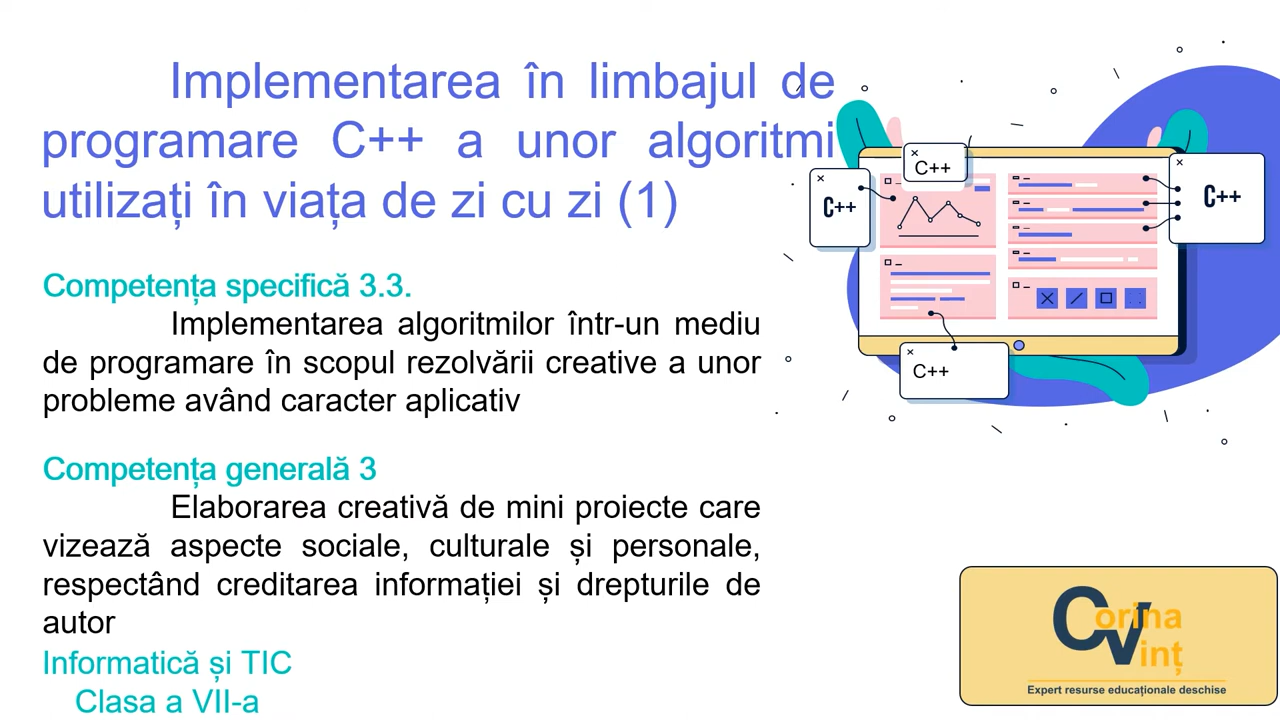 Implementarea în limbajul de
programare C++ a unor algoritmi
utilizați în viața de zi cu zi (1)
Competența specifică 3.3.
Implementarea algoritmilor într-un mediu
de programare în scopul rezolvării creative a unor
probleme având caracter aplicativ
Competența generală 3
Elaborarea creativă de mini proiecte care
vizează aspecte sociale, culturale și personale,
respectând creditarea informației și drepturile de
autor
Informatică și TIC
Clasa a VII-a
C++
C++
C++
C++
Corina
Vinț
Expert resurse educaționale deschise